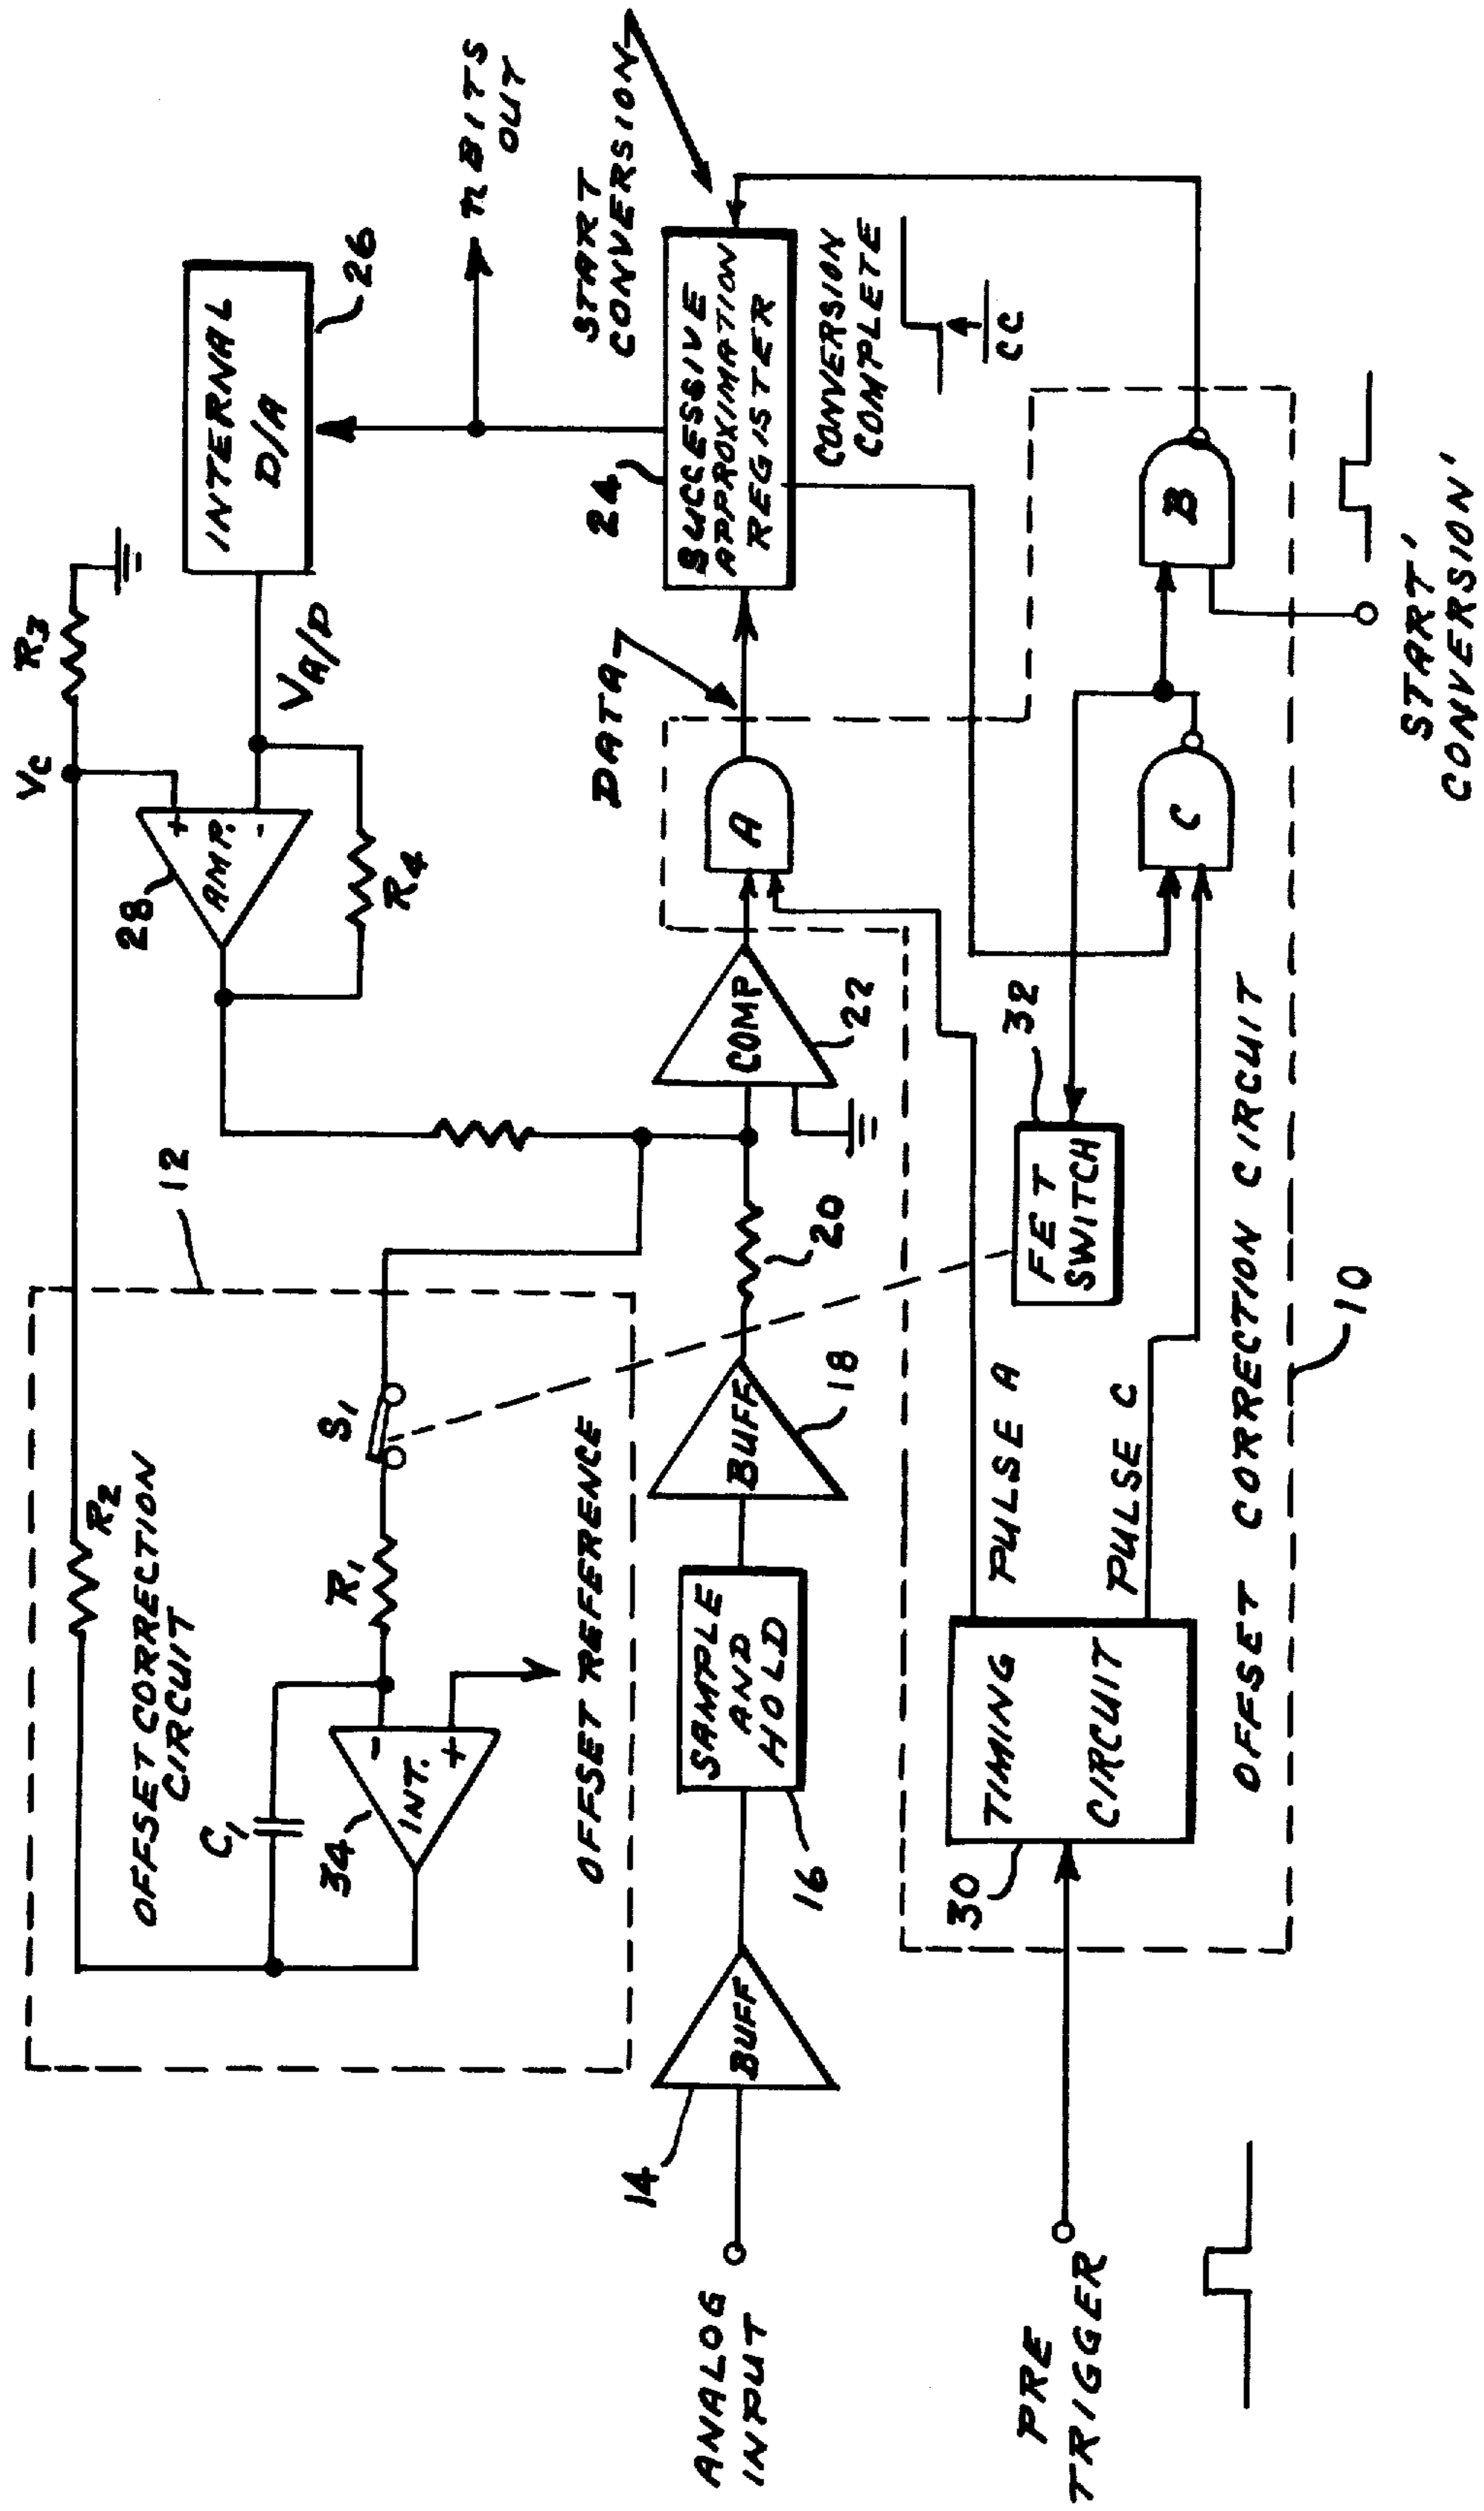 R2
VC
R3
OFFSET CORRECTION
CIRCUIT
12
28
+
AMP.
-
INTERNAL
D/A
VA/D
26
C1
S1
R1
R4
34
-
INT.
+
n BITS
OUT
OFFSET REFERENCE
DATA
24
START
CONVERSION
14
BUFF
16
SAMPLE
AND
HOLD
BUFF
18
20
COMP
22
A
SUCCESSIVE
APPROXIMATION
REGISTER
ANALOG
INPUT
CONVERSION
COMPLETE
CC
30
TIMING
CIRCUIT
PULSE A
PULSE C
FET
SWITCH
32
C
B
PRE
TRIGGER
OFFSET CORRECTION CIRCUIT
10
START'
CONVERSION'